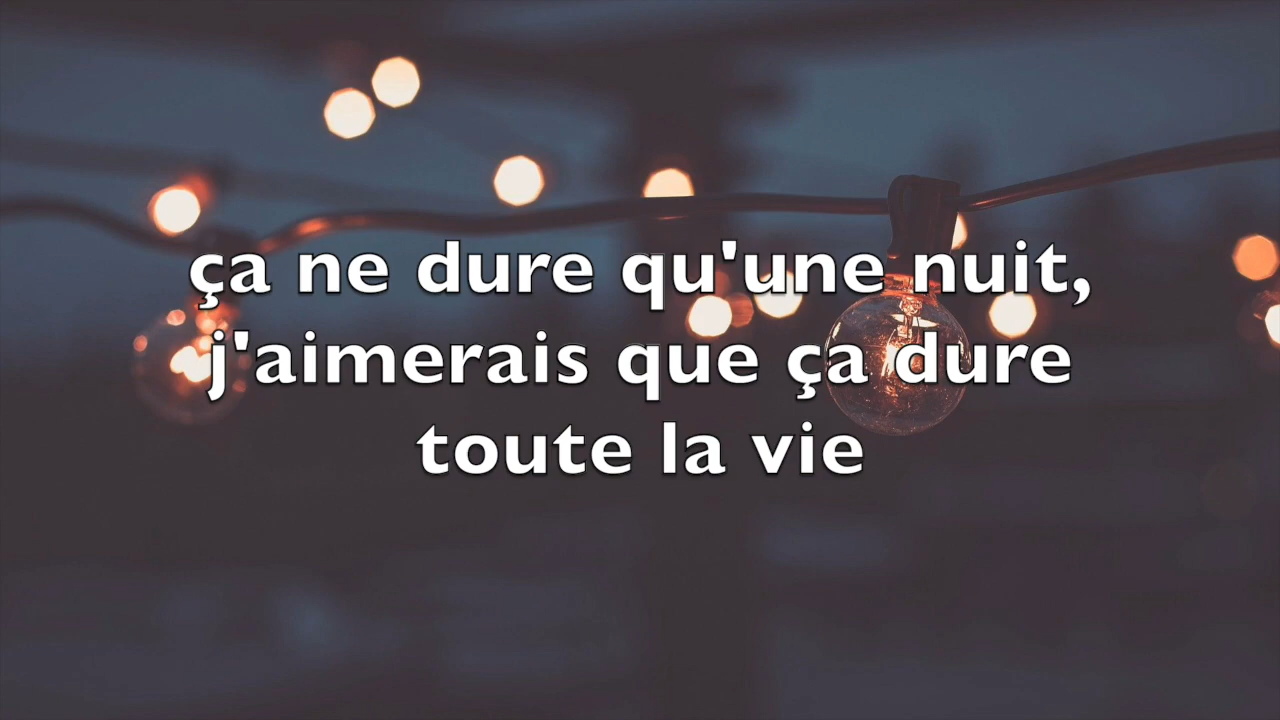 ça ne dure qu'une nuit,
j'aimerais que ça dure
toute la vie